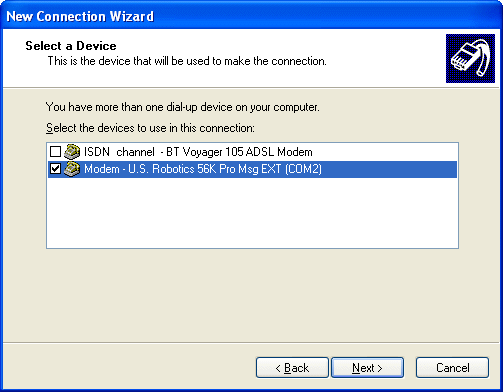 New Connection Wizard
Select a Device
This is the device that will be used to make the connection.
You have more than one dial-up device on your computer.
Select the devices to use in this connection:
ISDN channel - BT Voyager 105 ADSL Modem
Modem - U.S. Robotics 56K Pro Msg EXT (COM2)
< Back
Next >
Cancel